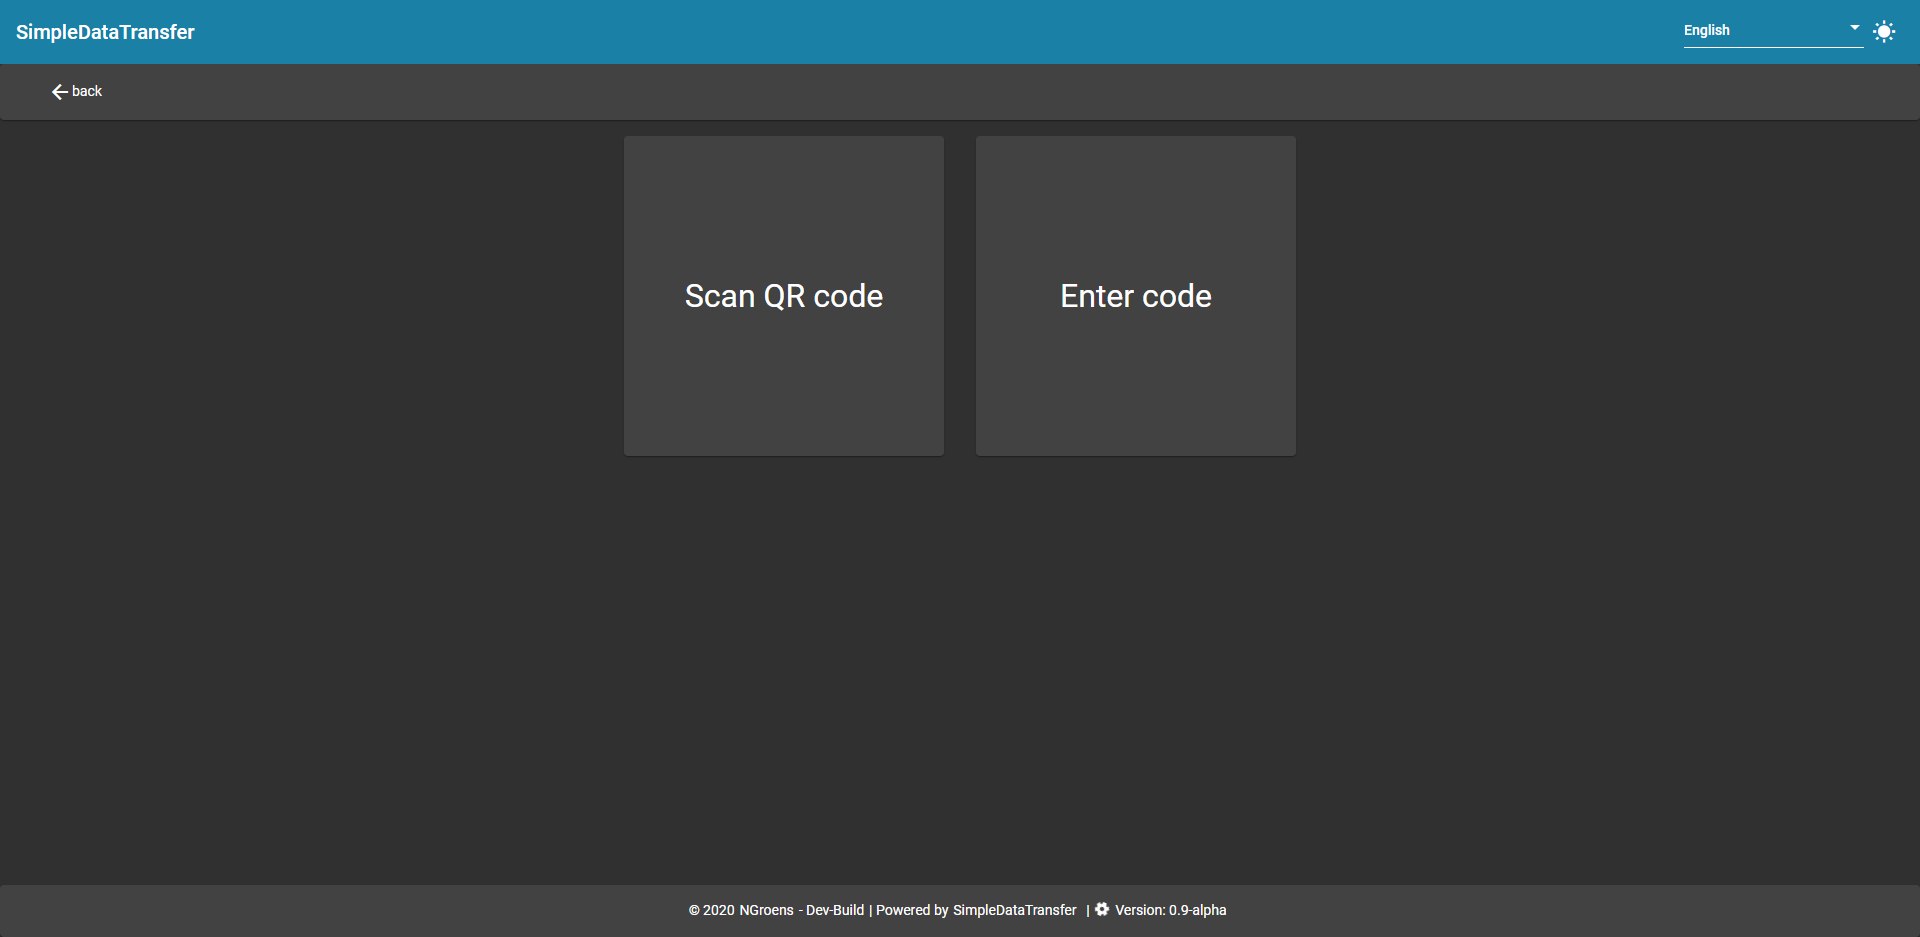 SimpleDataTransfer
English
back
Scan QR code
Enter code
© 2020 NGroens - Dev-Build | Powered by SimpleDataTransfer | Version: 0.9-alpha